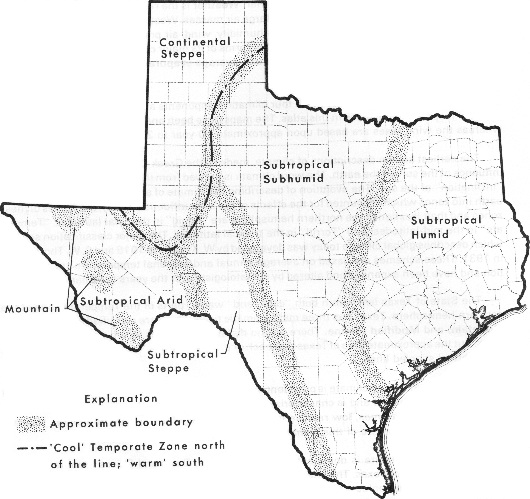 Continental
Steppe
Subtropical
Subhumid
Subtropical
Humid
Mountain
Subtropical Arid
Subtropical
Steppe
Explanation
Approximate boundary
'Cool' Temporate Zone north
of the line; 'warm' south